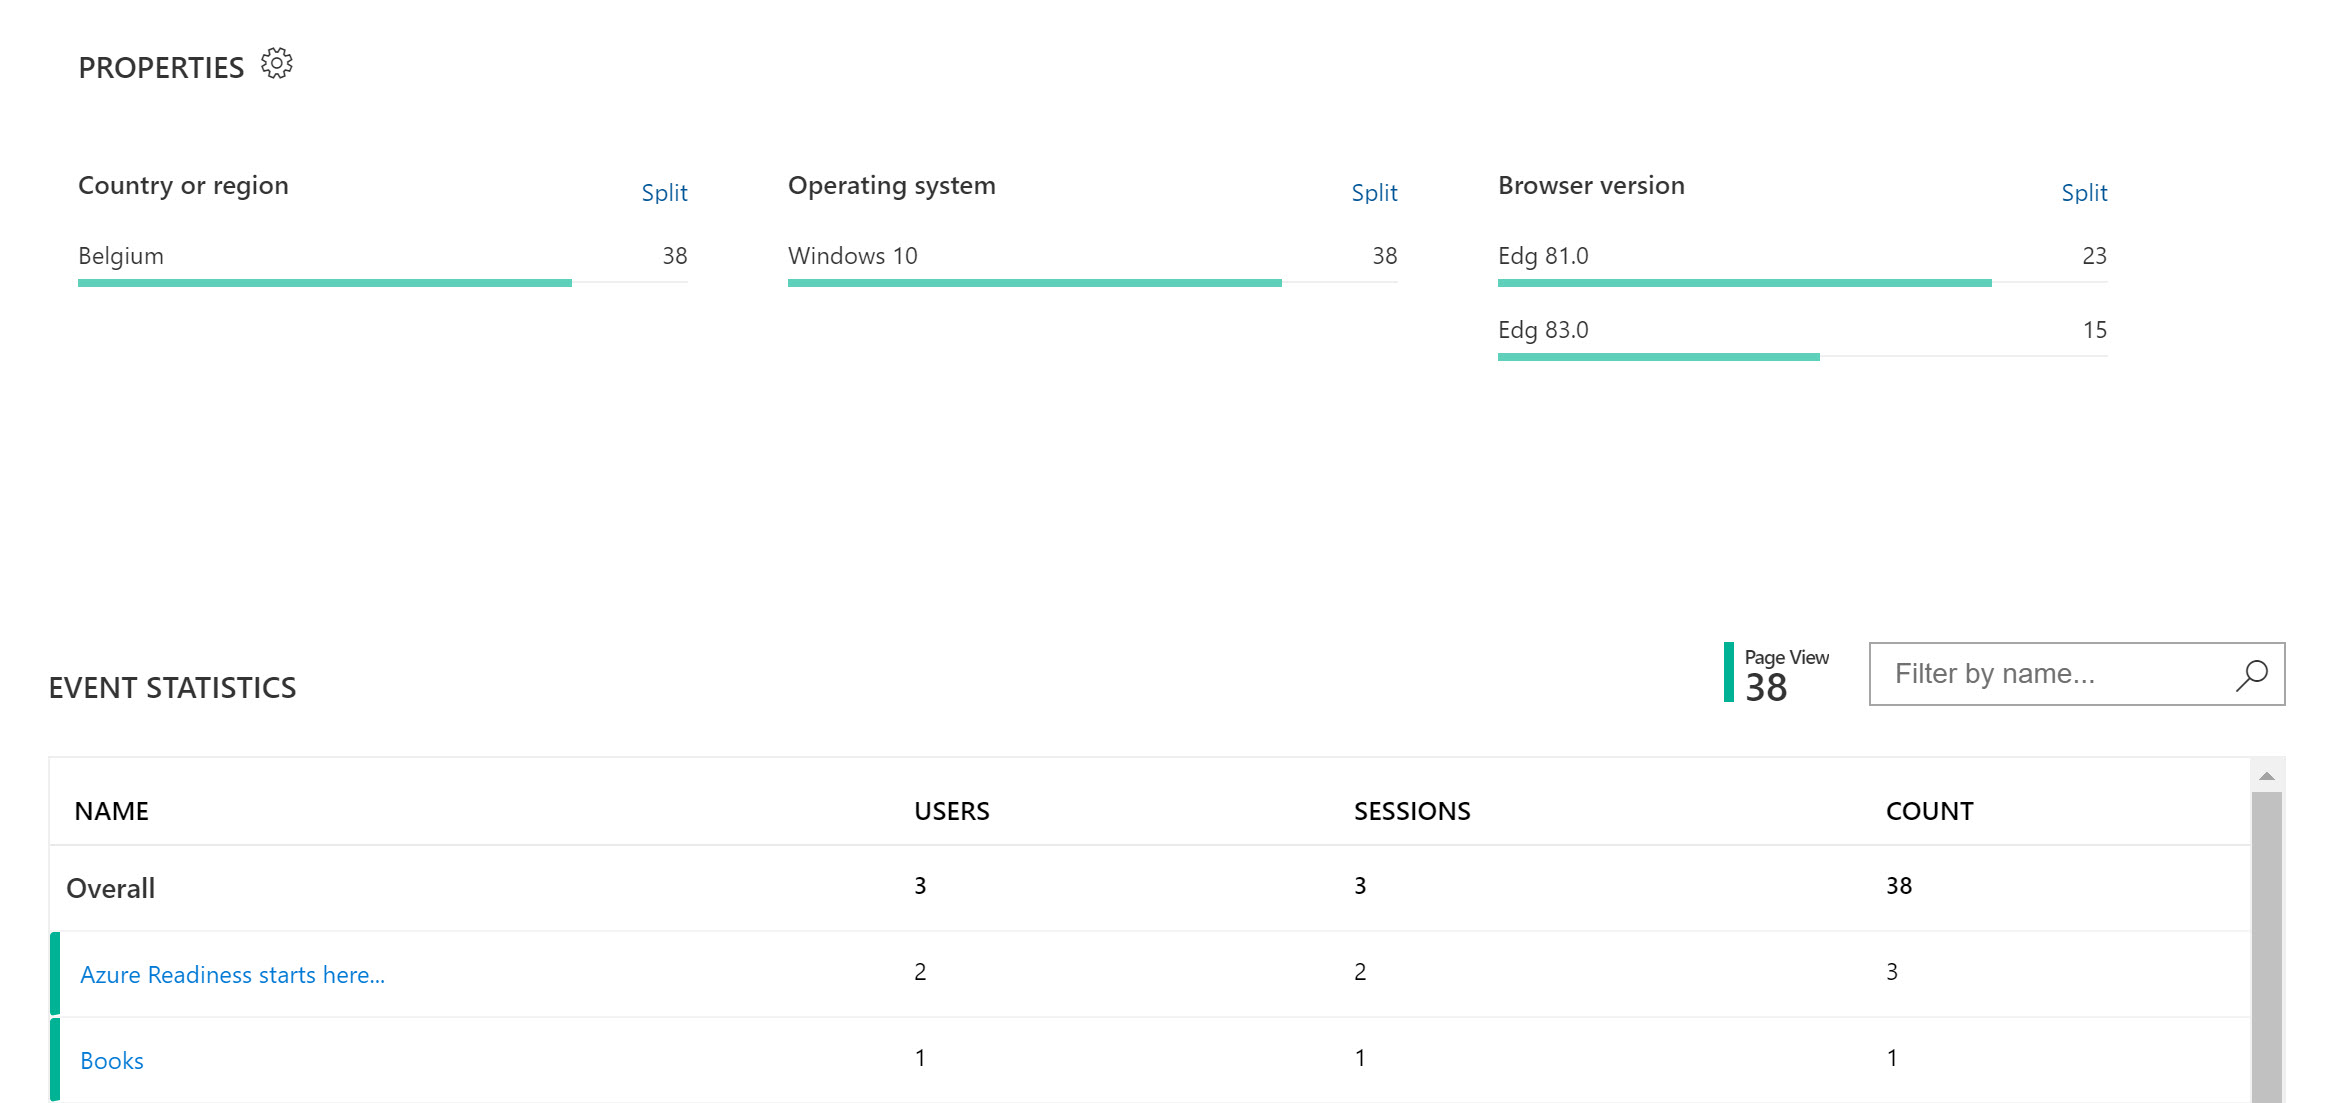 PROPERTIES
Country or region Split
Belgium 38
Operating system Split
Windows 10 38
Browser version Split
Edg 81.0 23
Edg 83.0 15
EVENT STATISTICS
Page View
38
Filter by name...
NAME USERS SESSIONS COUNT
Overall 3 3 38
Azure Readiness starts here... 2 2 3
Books 1 1 1